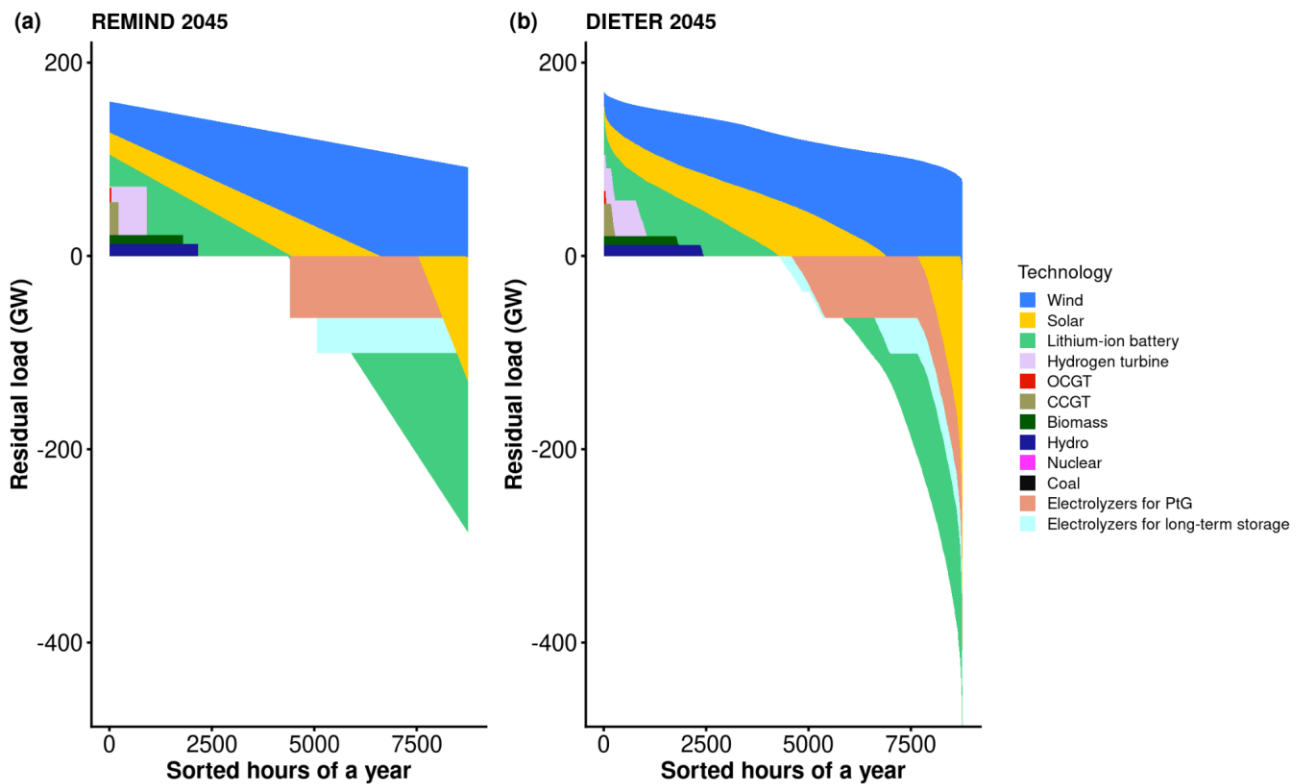 (a) REMIND 2045
Residual load (GW)
200
0
-200
-400
0 2500 5000 7500
Sorted hours of a year
(b) DIETER 2045
Residual load (GW)
200
0
-200
-400
0 2500 5000 7500
Sorted hours of a year
Technology
Wind
Solar
Lithium-ion battery
Hydrogen turbine
OCGT
CCGT
Biomass
Hydro
Nuclear
Coal
Electrolyzers for PtG
Electrolyzers for long-term storage